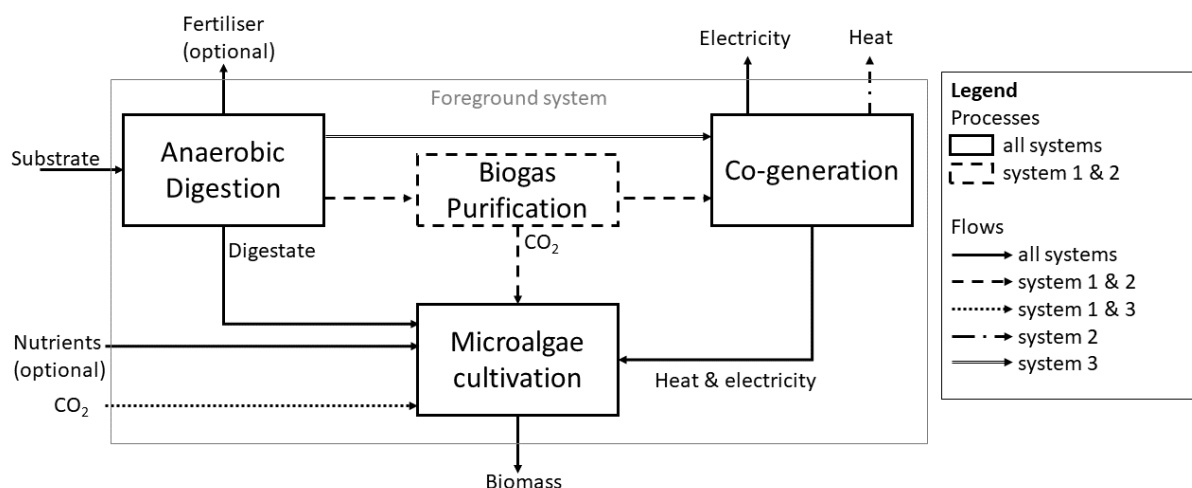 Fertiliser
(optional)
Electricity
Heat
Foreground system
Substrate
Anaerobic
Digestion
Biogas
Purification
Co-generation
CO₂
Digestate
Nutrients
(optional)
CO₂
Microalgae
cultivation
Heat & electricity
Biomass
Legend
Processes
all systems
system 1 & 2
Flows
all systems
system 1 & 2
system 1 & 3
system 2
system 3